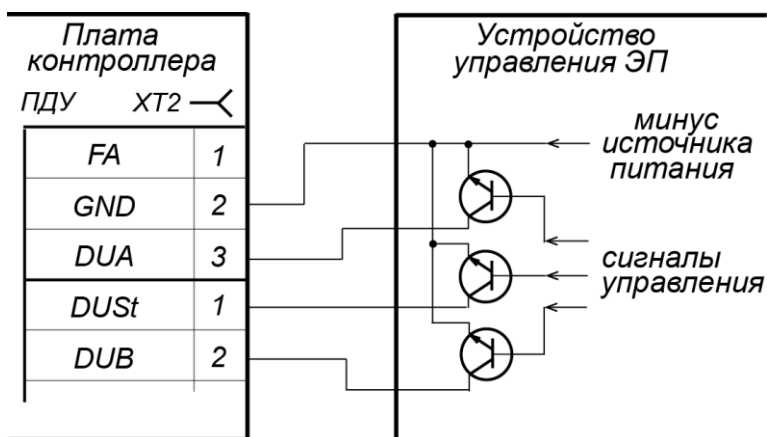 Плата
контроллера
ПДУ XT2
FA 1
GND 2
DUA 3
DUSt 1
DUB 2
Устройство
управления ЭП
минус
источника
питания
сигналы
управления